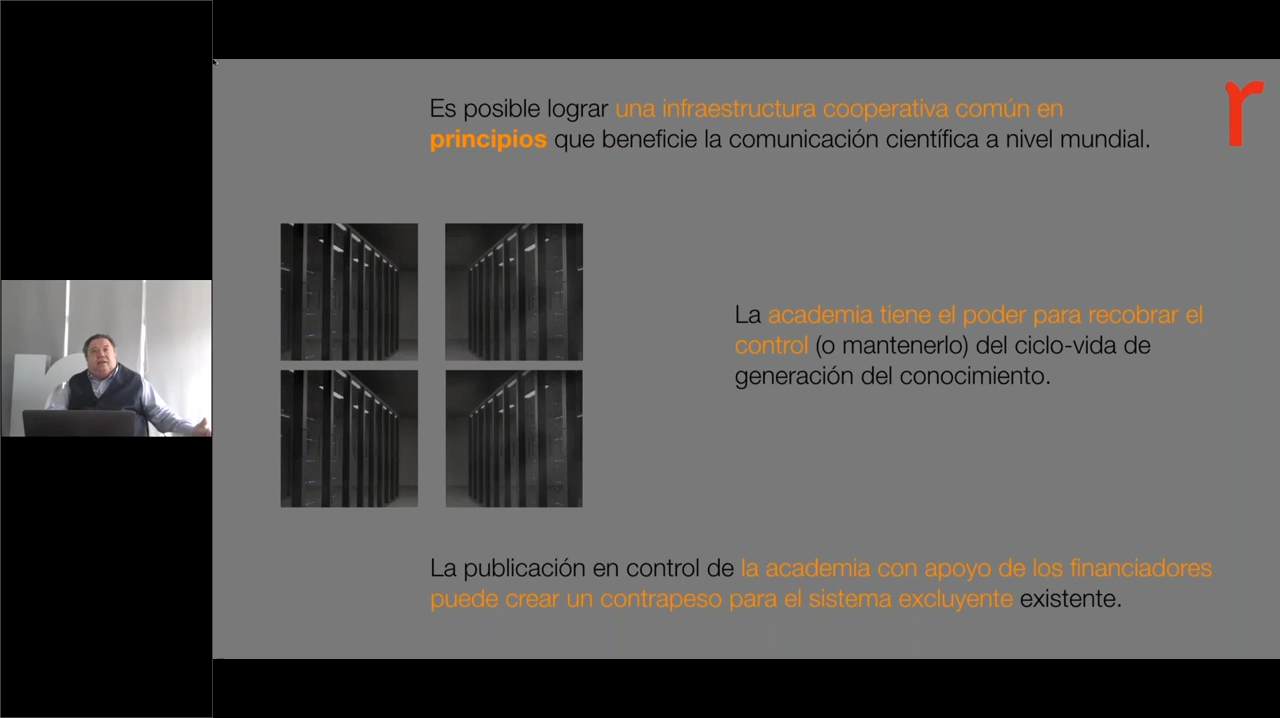 Es posible lograr una infraestructura cooperativa común en
principios que beneficie la comunicación científica a nivel mundial.
r
La academia tiene el poder para recobrar el
control (o mantenerlo) del ciclo-vida de
generación del conocimiento.
La publicación en control de la academia con apoyo de los financiadores
puede crear un contrapeso para el sistema excluyente existente.